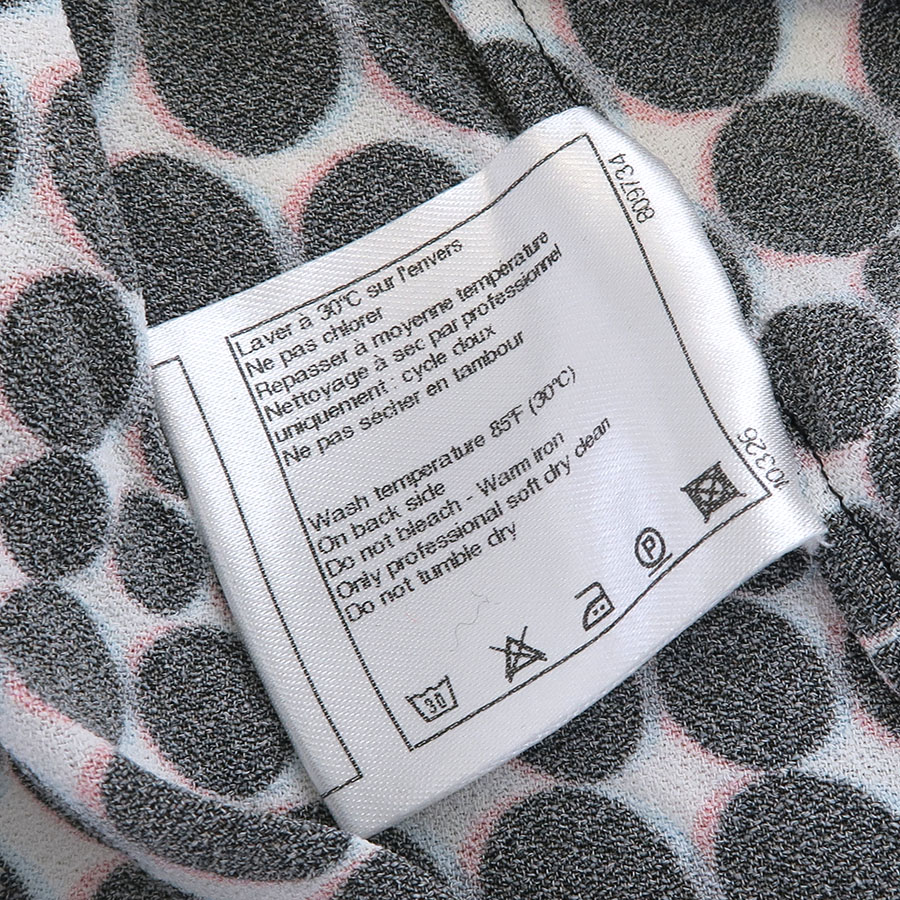 Laver à 30°C sur l'envers
Ne pas chlorer
Repasser à moyenne température
Nettoyage à sec par professionnel
uniquement : cycle doux
Ne pas sécher en tambour
Wash temperature 85°F (30°C)
On back side
Do not bleach - Warm iron
Only professional soft dry clean
Do not tumble dry
30
P
809734
10326